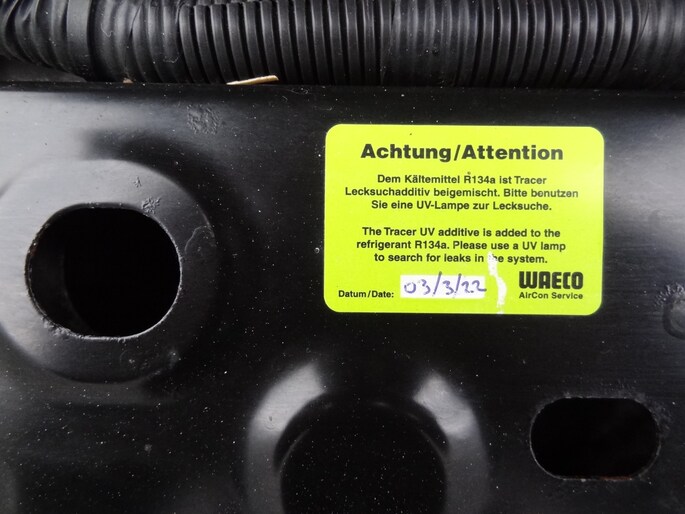 Achtung/Attention
Dem Kältemittel R134a ist Tracer
Lecksuchadditiv beigemischt. Bitte benutzen
Sie eine UV-Lampe zur Lecksuche.
The Tracer UV additive is added to the
refrigerant R134a. Please use a UV lamp
to search for leaks in the system.
Datum/Date: 03/3/22
WAECO
AirCon Service